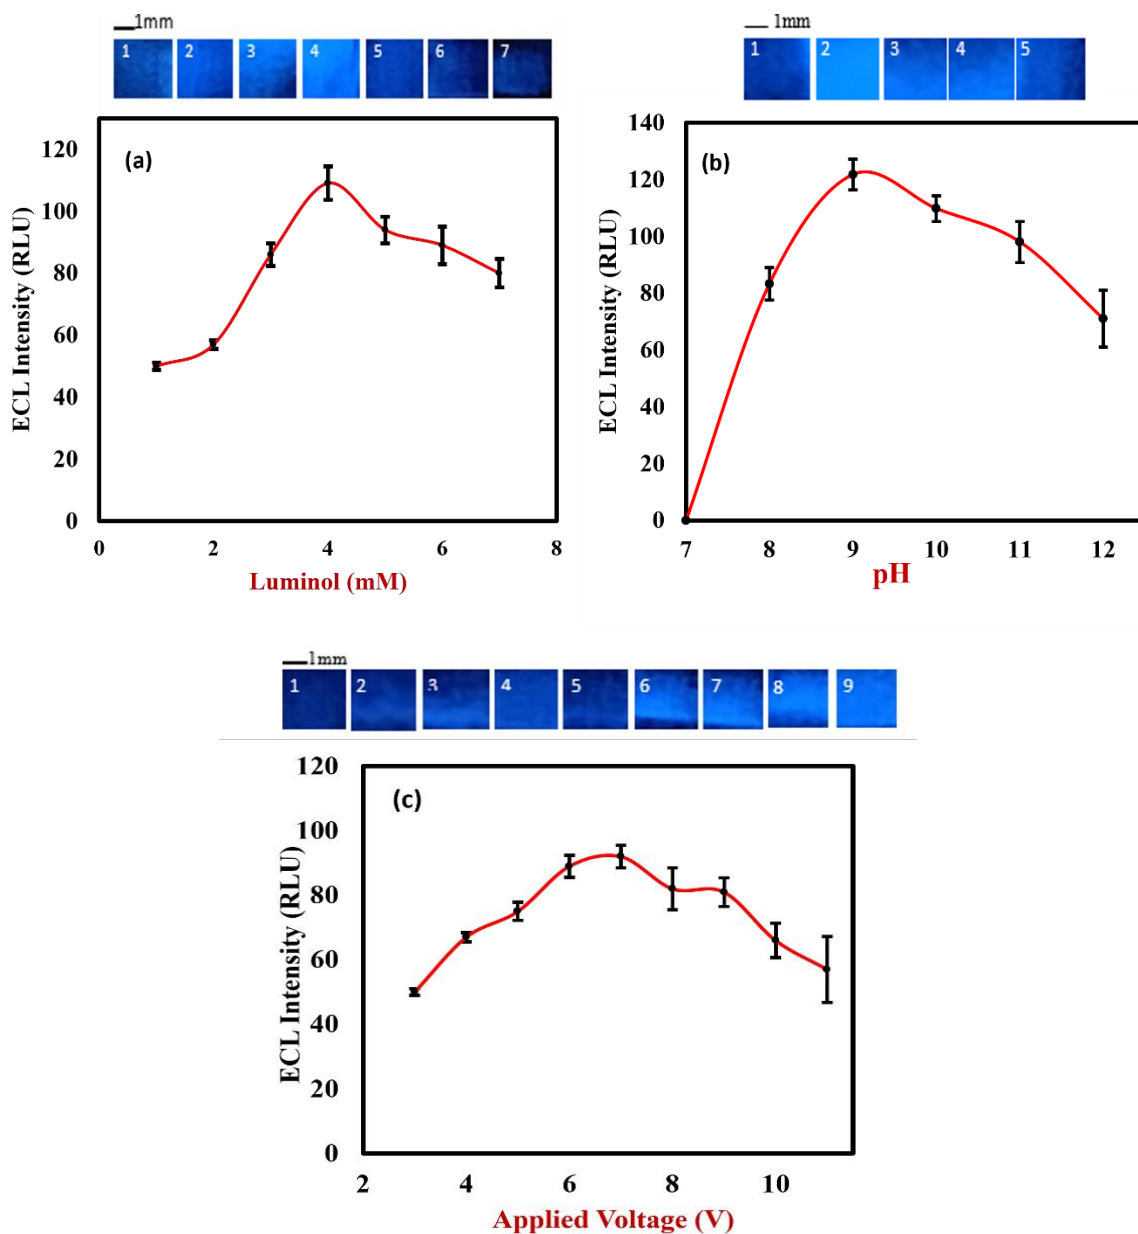 1mm
1 2 3 4 5 6 7
ECL Intensity (RLU)
120
100
80
60
40
20
0
(a)
0 2 4 6 8
Luminol (mM)
1mm
1 2 3 4 5
ECL Intensity (RLU)
140
120
100
80
60
40
20
0
(b)
7 8 9 10 11 12
pH
1mm
1 2 3 4 5 6 7 8 9
ECL Intensity (RLU)
120
100
80
60
40
20
0
(c)
2 4 6 8 10
Applied Voltage (V)